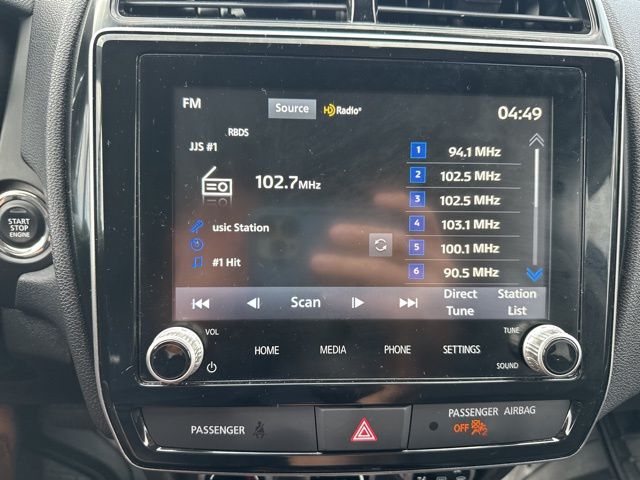 FM
Source
HD Radio
04:49
RBDS
JJS #1
102.7 MHz
usic Station
#1 Hit
1 94.1 MHz
2 102.5 MHz
3 102.5 MHz
4 103.1 MHz
5 100.1 MHz
6 90.5 MHz
Scan
Direct Tune
Station List
START
STOP
ENGINE
VOL
HOME
MEDIA
PHONE
SETTINGS
TUNE
SOUND
PASSENGER
PASSENGER AIRBAG
OFF